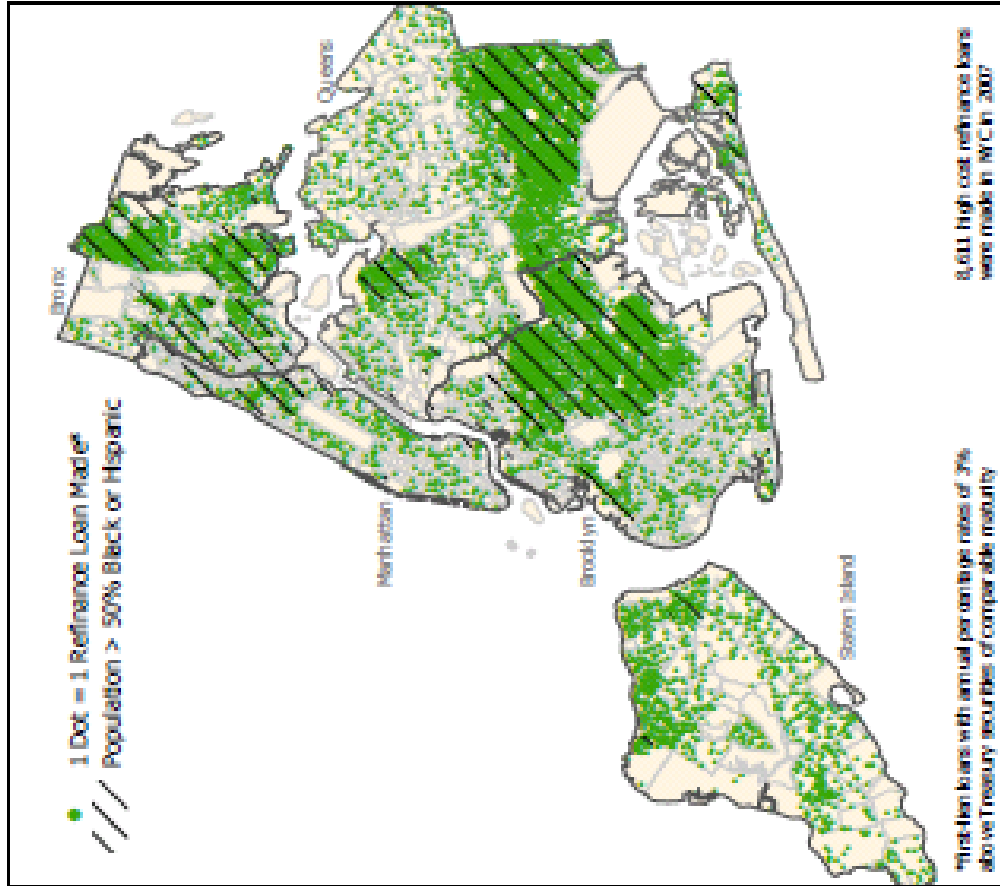 1 Dot = 1 Refinance Loan Made*
Population > 50% Black or Hispanic
Bronx
Queens
Manhattan
Brooklyn
Staten Island
*First-lien loans with annual percentage rates of 3%
above Treasury securities of comparable maturity
high cost refinance loans
were made in NYC in 2007